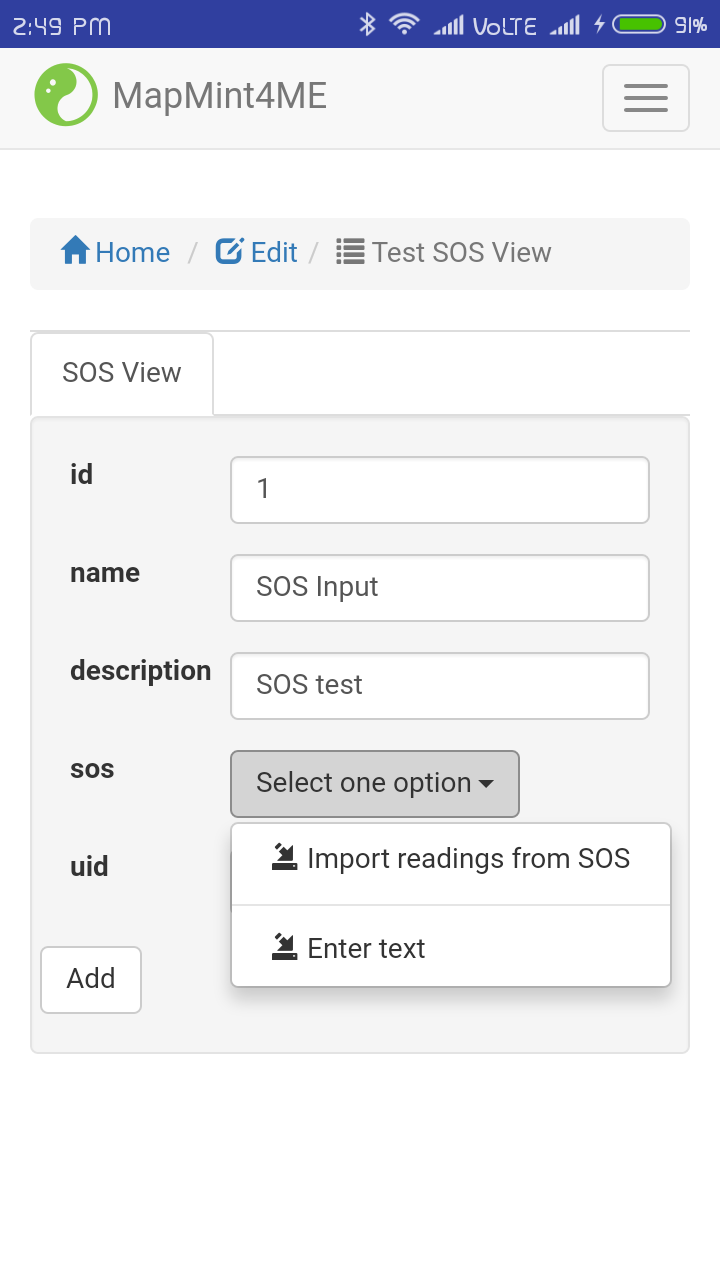 2:49 PM VoLTE 91%
MapMint4ME
Home / Edit / Test SOS View
SOS View
id 1
name SOS Input
description SOS test
sos Select one option
Import readings from SOS
uid
Enter text
Add